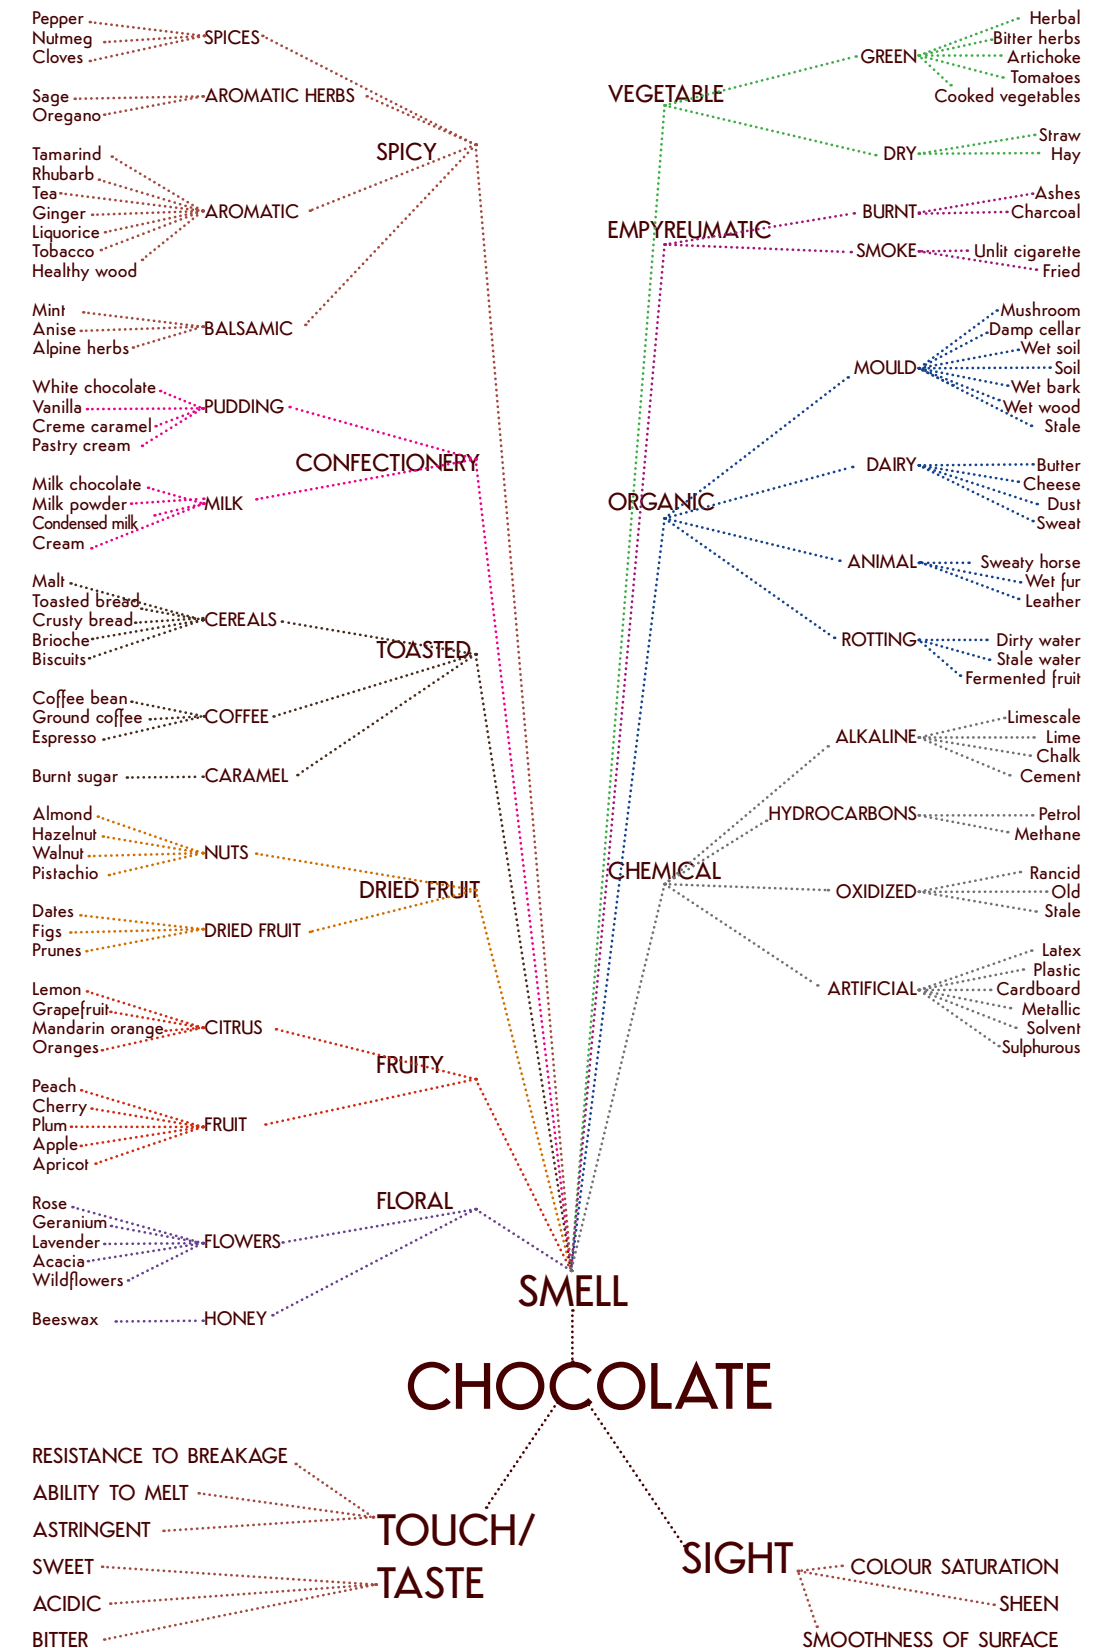 Pepper
Nutmeg
Cloves
SPICES
Sage
Oregano
AROMATIC HERBS
SPICY
Tamarind
Rhubarb
Tea
Ginger
Liquorice
Tobacco
Healthy wood
AROMATIC
Mint
Anise
Alpine herbs
BALSAMIC
White chocolate
Vanilla
Creme caramel
Pastry cream
PUDDING
CONFECTIONERY
Milk chocolate
Milk powder
Condensed milk
Cream
MILK
Malt
Toasted bread
Crusty bread
Brioche
Biscuits
CEREALS
TOASTED
Coffee bean
Ground coffee
Espresso
COFFEE
Burnt sugar
CARAMEL
Almond
Hazelnut
Walnut
Pistachio
NUTS
DRIED FRUIT
Dates
Figs
Prunes
DRIED FRUIT
Lemon
Grapefruit
Mandarin orange
Oranges
CITRUS
FRUITY
Peach
Cherry
Plum
Apple
Apricot
FRUIT
FLORAL
Rose
Geranium
Lavender
Acacia
Wildflowers
FLOWERS
Beeswax
HONEY
VEGETABLE
GREEN
Herbal
Bitter herbs
Artichoke
Tomatoes
Cooked vegetables
DRY
Straw
Hay
EMPYREUMATIC
BURNT
Ashes
Charcoal
SMOKE
Unlit cigarette
Fried
ORGANIC
MOULD
Mushroom
Damp cellar
Wet soil
Soil
Wet bark
Wet wood
Stale
DAIRY
Butter
Cheese
Dust
Sweat
ANIMAL
Sweaty horse
Wet fur
Leather
ROTTING
Dirty water
Stale water
Fermented fruit
CHEMICAL
ALKALINE
Limescale
Lime
Chalk
Cement
HYDROCARBONS
Petrol
Methane
OXIDIZED
Rancid
Old
Stale
ARTIFICIAL
Latex
Plastic
Cardboard
Metallic
Solvent
Sulphurous
SMELL
CHOCOLATE
RESISTANCE TO BREAKAGE
ABILITY TO MELT
ASTRINGENT
SWEET
ACIDIC
BITTER
TOUCH/
TASTE
SIGHT
COLOUR SATURATION
SHEEN
SMOOTHNESS OF SURFACE